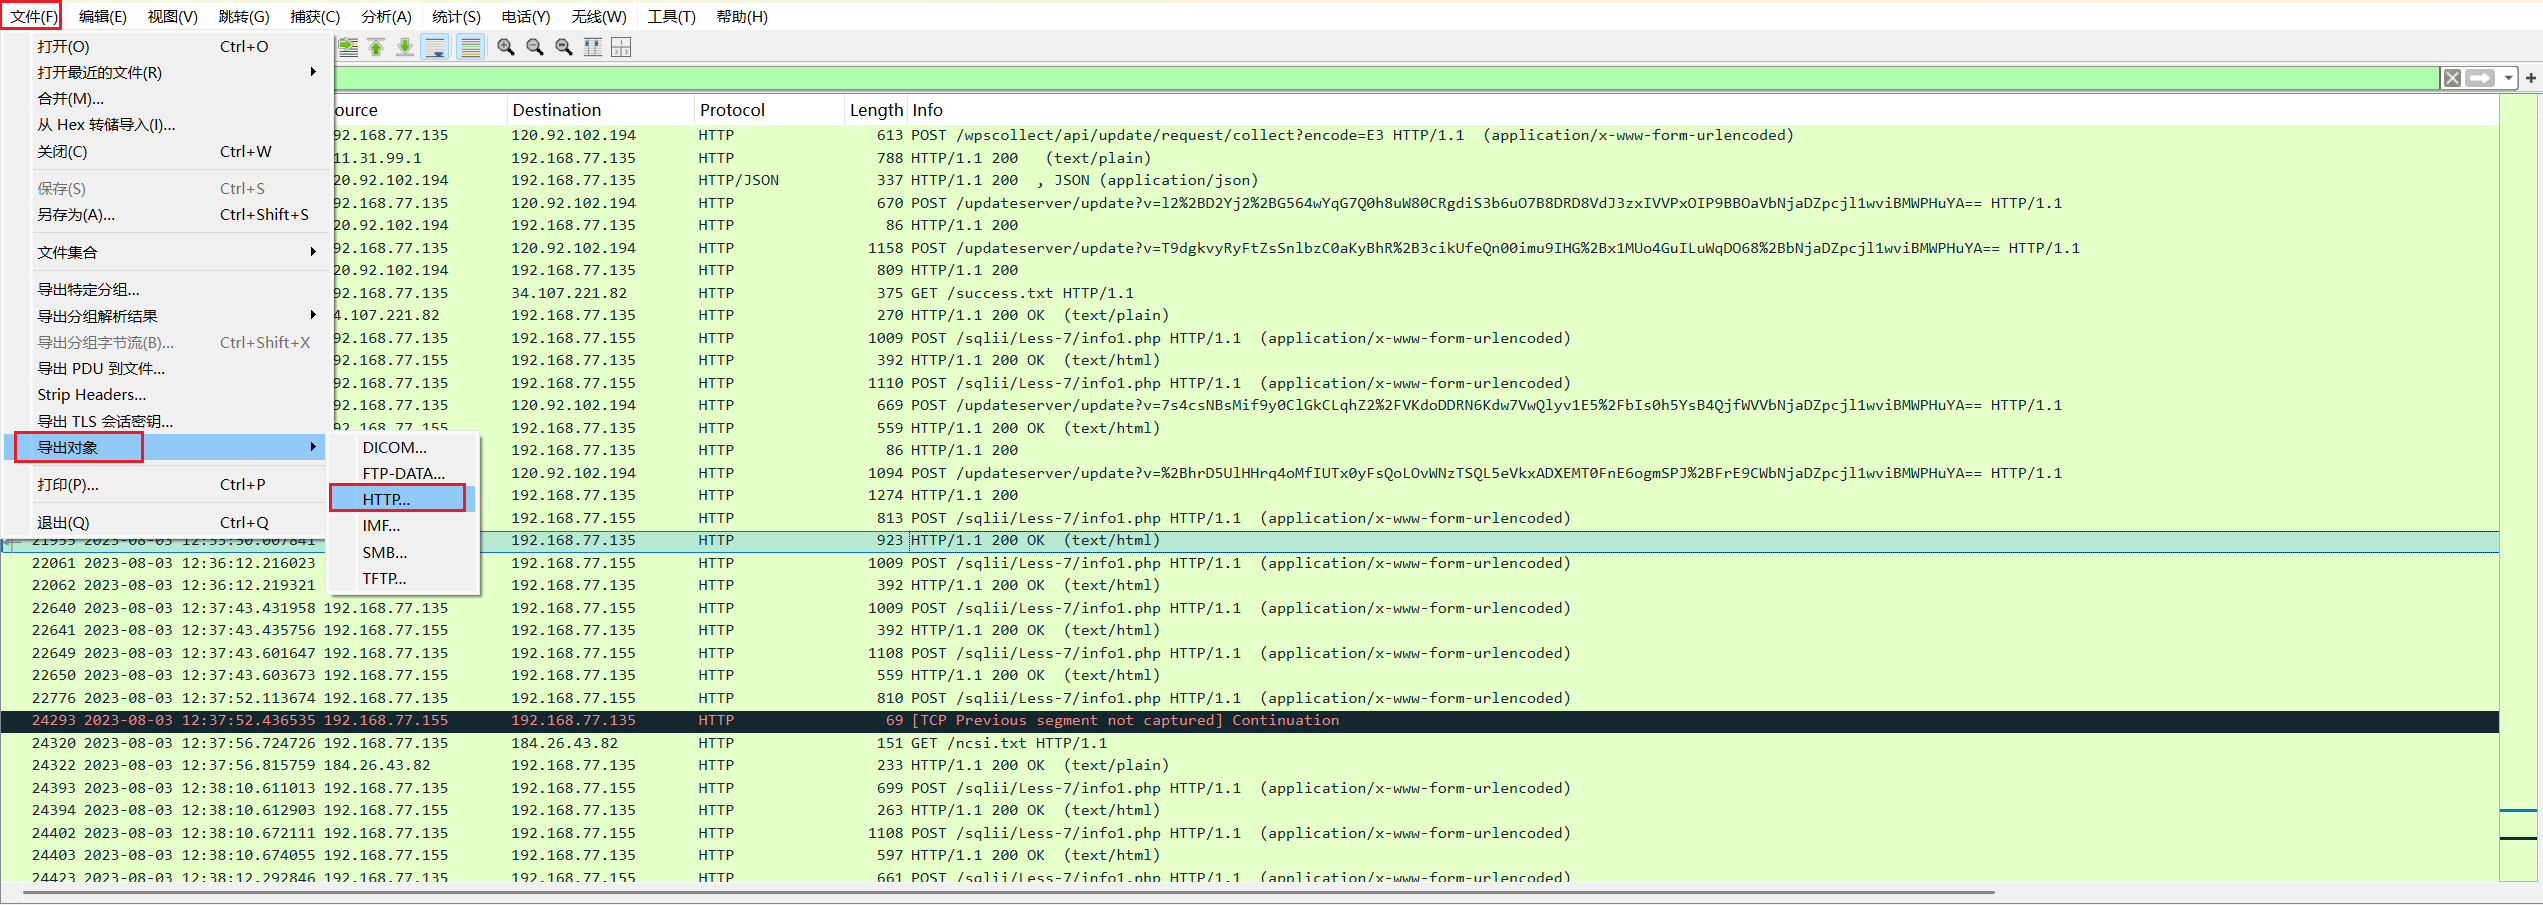 文件(F) 编辑(E) 视图(V) 跳转(G) 捕获(C) 分析(A) 统计(S) 电话(Y) 无线(W) 工具(T) 帮助(H)
打开(O) Ctrl+O
打开最近的文件(R)
合并(M)...
从 Hex 转储导入(I)...
关闭(C) Ctrl+W
保存(S) Ctrl+S
另存为(A)... Ctrl+Shift+S
文件集合
导出特定分组...
导出分组解析结果
导出分组字节流(B)... Ctrl+Shift+X
导出 PDU 到文件...
Strip Headers...
导出 TLS 会话密钥...
导出对象
打印(P)... Ctrl+P
退出(Q) Ctrl+Q
DICOM...
FTP-DATA...
HTTP...
IMF...
SMB...
TFTP...
ource Destination Protocol Length Info
92.168.77.135 120.92.102.194 HTTP 613 POST /wpscollect/api/update/request/collect?encode=E3 HTTP/1.1 (application/x-www-form-urlencoded)
11.31.99.1 192.168.77.135 HTTP 788 HTTP/1.1 200 (text/plain)
20.92.102.194 192.168.77.135 HTTP/JSON 337 HTTP/1.1 200 , JSON (application/json)
92.168.77.135 120.92.102.194 HTTP 670 POST /updateserver/update?v=l2%2BD2Yj2%2BG564wYqG7Q0h8uW80CRgdiS3b6uO7B8DRD8VdJ3zxIVVPxOIP9BBOaVbNjaDZpcjl1wviBMWPHuYA== HTTP/1.1
20.92.102.194 192.168.77.135 HTTP 86 HTTP/1.1 200
92.168.77.135 120.92.102.194 HTTP 1158 POST /updateserver/update?v=T9dgkvyRyFtZsSnlbzC0aKyBhR%2B3cikUfeQn00imu9IHG%2Bx1MUo4GuILuWqDO68%2BbNjaDZpcjl1wviBMWPHuYA== HTTP/1.1
20.92.102.194 192.168.77.135 HTTP 809 HTTP/1.1 200
92.168.77.135 34.107.221.82 HTTP 375 GET /success.txt HTTP/1.1
4.107.221.82 192.168.77.135 HTTP 270 HTTP/1.1 200 OK (text/plain)
92.168.77.135 192.168.77.155 HTTP 1009 POST /sqlii/Less-7/info1.php HTTP/1.1 (application/x-www-form-urlencoded)
92.168.77.155 192.168.77.135 HTTP 392 HTTP/1.1 200 OK (text/html)
92.168.77.135 192.168.77.155 HTTP 1110 POST /sqlii/Less-7/info1.php HTTP/1.1 (application/x-www-form-urlencoded)
92.168.77.135 120.92.102.194 HTTP 669 POST /updateserver/update?v=7s4csNBsMif9y0ClGkCLqhZ2%2FVKdoDDRN6Kdw7VwQlyv1E5%2FbIs0h5YsB4QjfWVVbNjaDZpcjl1wviBMWPHuYA== HTTP/1.1
92.168.77.155 192.168.77.135 HTTP 559 HTTP/1.1 200 OK (text/html)
192.168.77.135 HTTP 86 HTTP/1.1 200
120.92.102.194 HTTP 1094 POST /updateserver/update?v=%2BhrD5UlHHrq4oMfIUTx0yFsQoLOvWNzTSQL5eVkxADXEMT0FnE6ogmSPJ%2BFrE9CWbNjaDZpcjl1wviBMWPHuYA== HTTP/1.1
192.168.77.135 HTTP 1274 HTTP/1.1 200
192.168.77.155 HTTP 813 POST /sqlii/Less-7/info1.php HTTP/1.1 (application/x-www-form-urlencoded)
21955 2023-08-03 12:35:50.007841 192.168.77.135 HTTP 923 HTTP/1.1 200 OK (text/html)
22061 2023-08-03 12:36:12.216023 192.168.77.155 HTTP 1009 POST /sqlii/Less-7/info1.php HTTP/1.1 (application/x-www-form-urlencoded)
22062 2023-08-03 12:36:12.219321 192.168.77.135 HTTP 392 HTTP/1.1 200 OK (text/html)
22640 2023-08-03 12:37:43.431958 192.168.77.135 192.168.77.155 HTTP 1009 POST /sqlii/Less-7/info1.php HTTP/1.1 (application/x-www-form-urlencoded)
22641 2023-08-03 12:37:43.435756 192.168.77.155 192.168.77.135 HTTP 392 HTTP/1.1 200 OK (text/html)
22649 2023-08-03 12:37:43.601647 192.168.77.135 192.168.77.155 HTTP 1108 POST /sqlii/Less-7/info1.php HTTP/1.1 (application/x-www-form-urlencoded)
22650 2023-08-03 12:37:43.603673 192.168.77.155 192.168.77.135 HTTP 559 HTTP/1.1 200 OK (text/html)
22776 2023-08-03 12:37:52.113674 192.168.77.135 192.168.77.155 HTTP 810 POST /sqlii/Less-7/info1.php HTTP/1.1 (application/x-www-form-urlencoded)
24293 2023-08-03 12:37:52.436535 192.168.77.155 192.168.77.135 HTTP 69 [TCP Previous segment not captured] Continuation
24320 2023-08-03 12:37:56.724726 192.168.77.135 184.26.43.82 HTTP 151 GET /ncsi.txt HTTP/1.1
24322 2023-08-03 12:37:56.815759 184.26.43.82 192.168.77.135 HTTP 233 HTTP/1.1 200 OK (text/plain)
24393 2023-08-03 12:38:10.611013 192.168.77.135 192.168.77.155 HTTP 699 POST /sqlii/Less-7/info1.php HTTP/1.1 (application/x-www-form-urlencoded)
24394 2023-08-03 12:38:10.612903 192.168.77.155 192.168.77.135 HTTP 263 HTTP/1.1 200 OK (text/html)
24402 2023-08-03 12:38:10.672111 192.168.77.135 192.168.77.155 HTTP 1108 POST /sqlii/Less-7/info1.php HTTP/1.1 (application/x-www-form-urlencoded)
24403 2023-08-03 12:38:10.674055 192.168.77.155 192.168.77.135 HTTP 597 HTTP/1.1 200 OK (text/html)
24423 2023-08-03 12:38:12.292846 192.168.77.135 192.168.77.155 HTTP 661 POST /sqlii/Less-7/info1.php HTTP/1.1 (application/x-www-form-urlencoded)